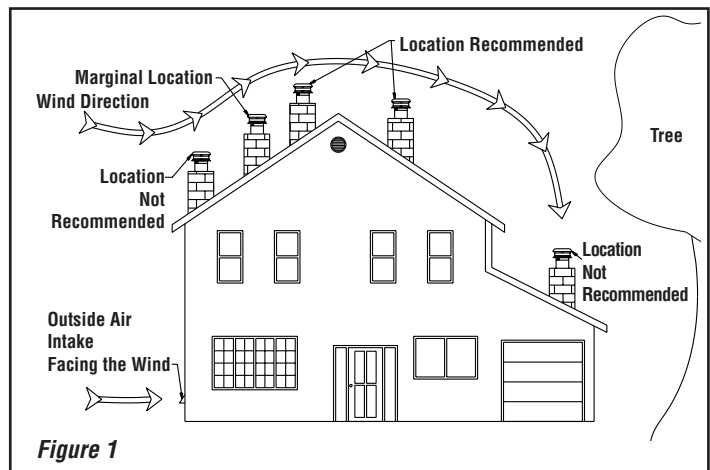 Location Recommended
Marginal Location
Wind Direction
Tree
Location
Not
Recommended
Location
Not
Recommended
Outside Air
Intake
Facing the Wind
Figure 1